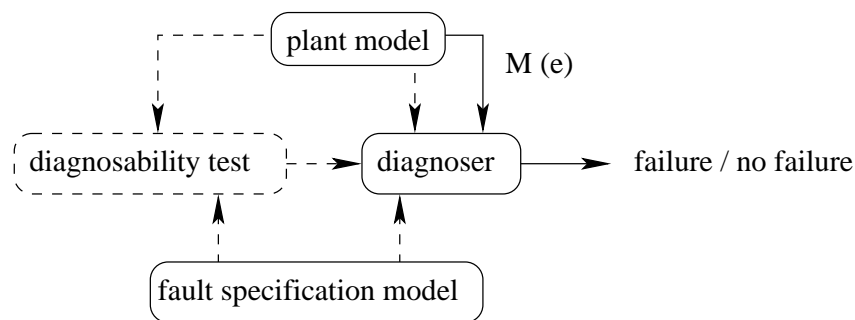 plant model
M (e)
diagnosability test
diagnoser
failure / no failure
fault specification model